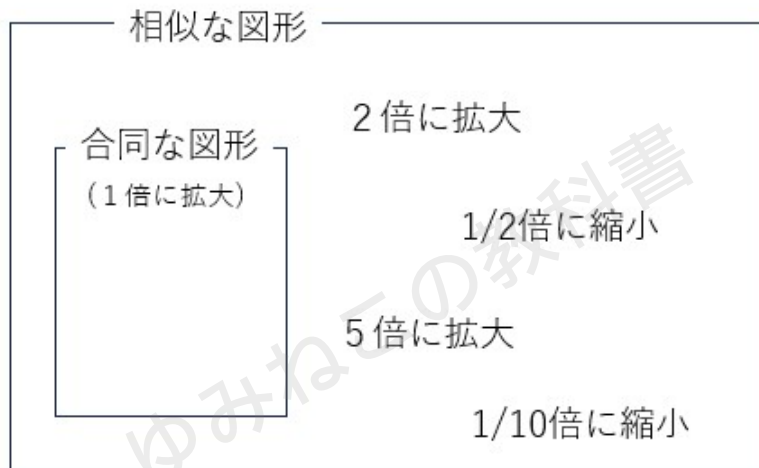 相似な図形
2倍に拡大
合同な図形
(1倍に拡大)
1/2倍に縮小
5倍に拡大
1/10倍に縮小
ゆみねこの教科書